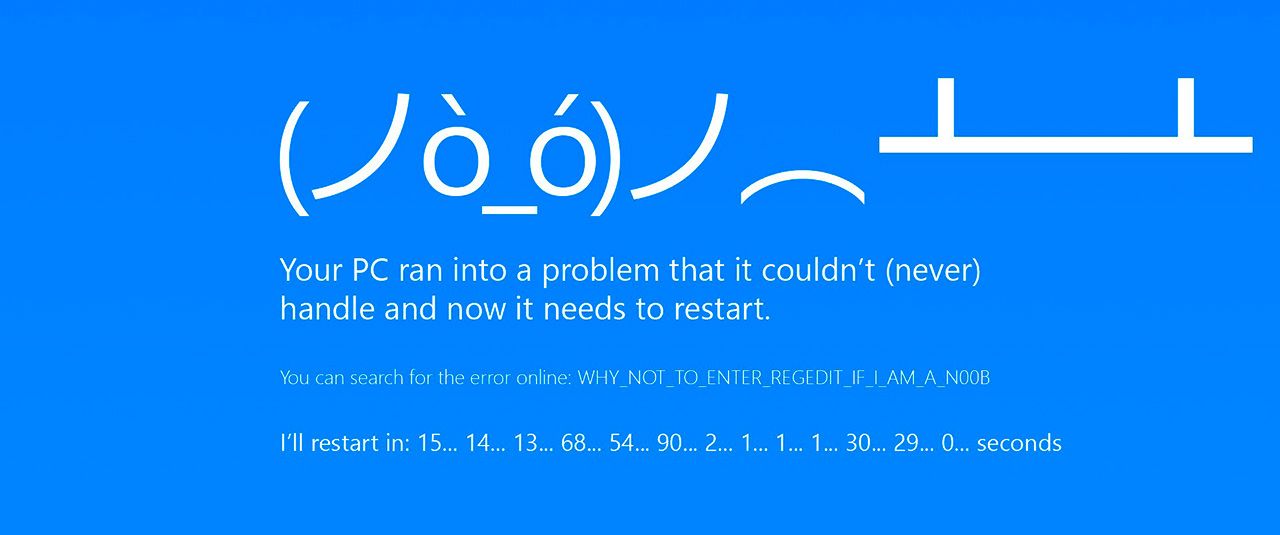 (ノò_ó)ノ⌒┻━┻
Your PC ran into a problem that it couldn’t (never)
handle and now it needs to restart.
You can search for the error online: WHY_NOT_TO_ENTER_REGEDIT_IF_I_AM_A_N00B
I’ll restart in: 15... 14... 13... 68... 54... 90... 2... 1... 1... 1... 30... 29... 0... seconds